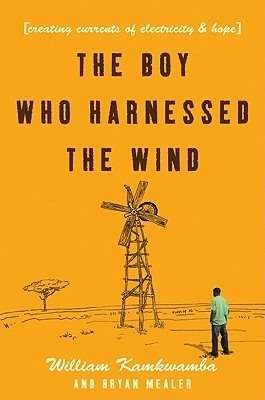 [creating currents of electricity & hope]
THE BOY
WHO HARNESSED
THE WIND
William Kamkwamba
AND BRYAN MEALER